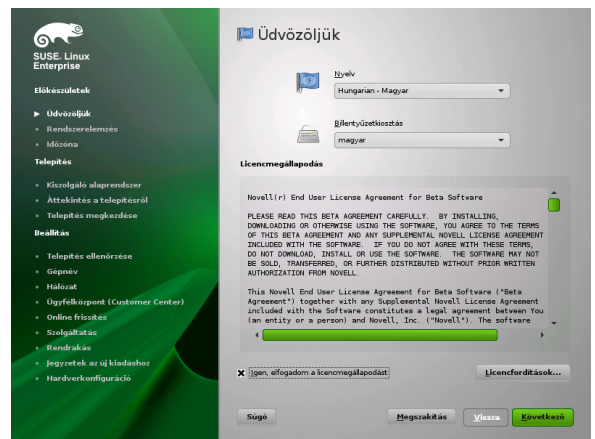 SUSE. Linux
Enterprise
Előkészületek
Üdvözöljük
Rendszerelemzés
Időzóna
Telepítés
Kiszolgáló alaprendszer
Áttekintés a telepítésről
Telepítés megkezdése
Beállítás
Telepítés ellenőrzése
Gépnév
Hálózat
Ügyfélközpont (Customer Center)
Online frissítés
Szolgáltatás
Rendrakás
Jegyzetek az új kiadáshoz
Hardverkonfiguráció
Üdvözöljük
Nyelv
Hungarian - Magyar
Billentyűzetkiosztás
magyar
Licencmegállapodás
Novell(r) End User License Agreement for Beta Software
PLEASE READ THIS BETA AGREEMENT CAREFULLY. BY INSTALLING,
DOWNLOADING OR OTHERWISE USING THE SOFTWARE, YOU AGREE TO THE TERMS
OF THIS BETA AGREEMENT AND ANY SUPPLEMENTAL NOVELL LICENSE AGREEMENT
INCLUDED WITH THE SOFTWARE. IF YOU DO NOT AGREE WITH THESE TERMS,
DO NOT DOWNLOAD, INSTALL OR USE THE SOFTWARE. THE SOFTWARE MAY NOT
BE SOLD, TRANSFERRED, OR FURTHER DISTRIBUTED WITHOUT PRIOR WRITTEN
AUTHORIZATION FROM NOVELL.
This Novell End User License Agreement for Beta Software ("Beta
Agreement") together with any Supplemental Novell License Agreement
included with the Software constitutes a legal agreement between You
(an entity or a person) and Novell, Inc. ("Novell"). The software
Igen, elfogadom a licencmegállapodást
Licencfordítások...
Súgó
Megszakítás
Vissza
Következő